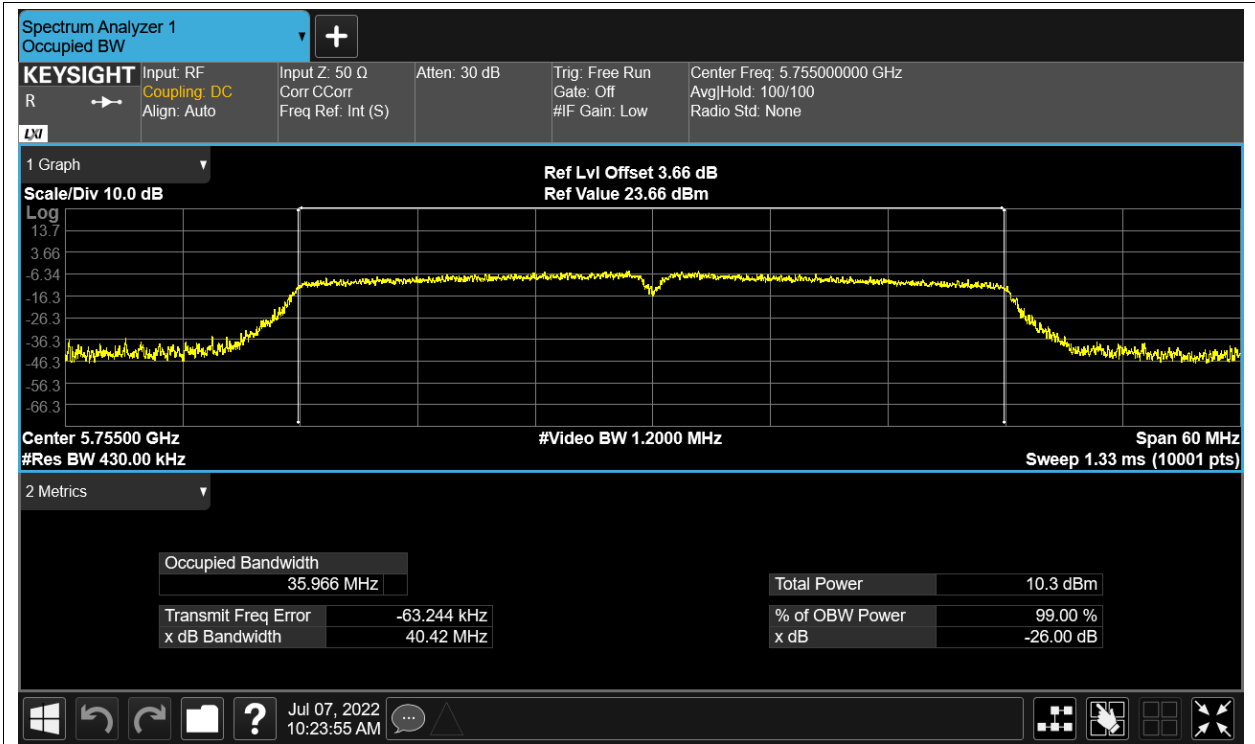 Spectrum Analyzer 1
Occupied BW
+
KEYSIGHT
R
LXI
Input: RF
Coupling: DC
Align: Auto
Input Z: 50 Ω
Corr CCorr
Freq Ref: Int (S)
Atten: 30 dB
Trig: Free Run
Gate: Off
#IF Gain: Low
Center Freq: 5.755000000 GHz
Avg|Hold: 100/100
Radio Std: None
1 Graph
Scale/Div 10.0 dB
Ref Lvl Offset 3.66 dB
Ref Value 23.66 dBm
Log
13.7
3.66
-6.34
-16.3
-26.3
-36.3
-46.3
-56.3
-66.3
Center 5.75500 GHz
#Video BW 1.2000 MHz
Span 60 MHz
#Res BW 430.00 kHz
Sweep 1.33 ms (10001 pts)
2 Metrics
Occupied Bandwidth
35.966 MHz
Total Power 10.3 dBm
Transmit Freq Error -63.244 kHz
% of OBW Power 99.00 %
x dB Bandwidth 40.42 MHz
x dB -26.00 dB
?
Jul 07, 2022
10:23:55 AM